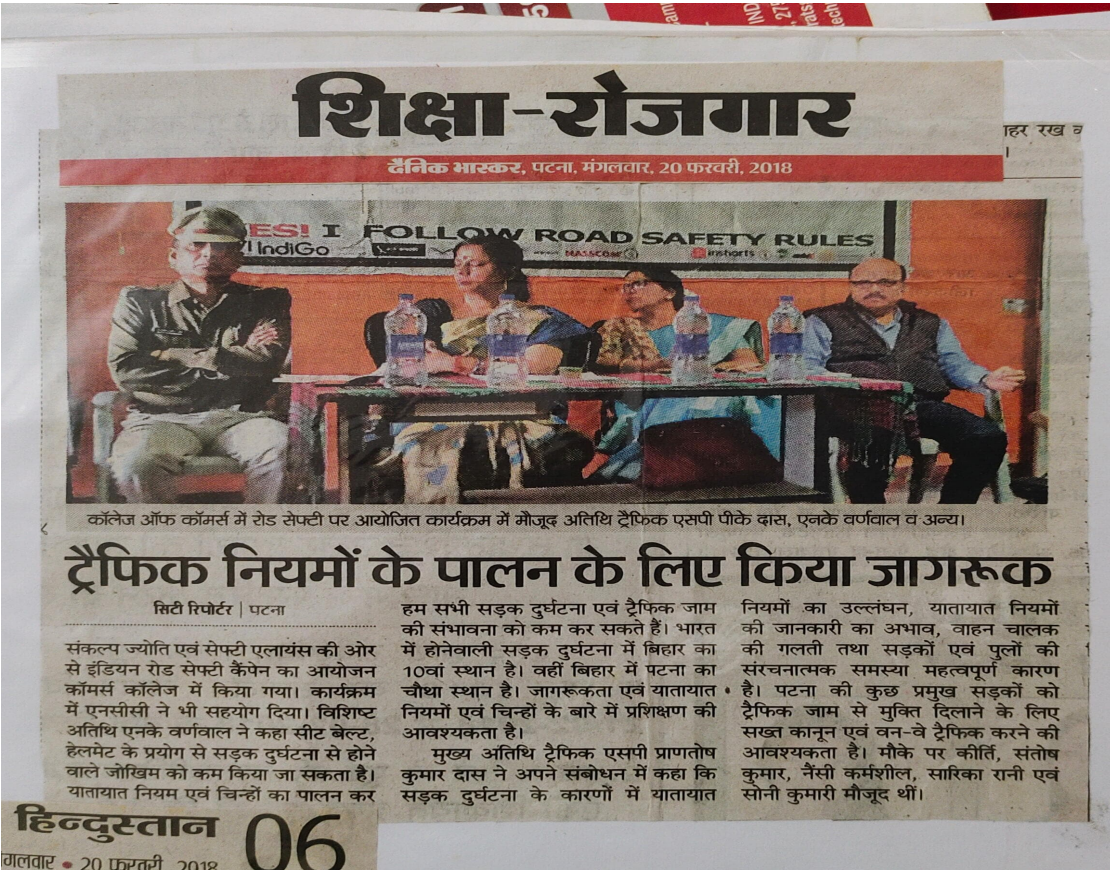 IND
शिक्षा-रोजगार
हर रख
दैनिक भास्कर, पटना, मंगलवार, 20 फरवरी, 2018
ES! I FOLLOW ROAD SAFETY RULES
IndiGo
MASSCOM
inshorts
कॉलेज ऑफ कॉमर्स में रोड सेफ्टी पर आयोजित कार्यक्रम में मौजूद अतिथि ट्रैफिक एसपी पीके दास, एनके वर्णवाल व अन्य।
ट्रैफिक नियमों के पालन के लिए किया जागरूक
सिटी रिपोर्टर | पटना
संकल्प ज्योति एवं सेफ्टी एलायंस की ओर
से इंडियन रोड सेफ्टी कैंपेन का आयोजन
कॉमर्स कॉलेज में किया गया। कार्यक्रम
में एनसीसी ने भी सहयोग दिया। विशिष्ट
अतिथि एनके वर्णवाल ने कहा सीट बेल्ट,
हेलमेट के प्रयोग से सड़क दुर्घटना से होने
वाले जोखिम को कम किया जा सकता है।
यातायात नियम एवं चिन्हों का पालन कर
हम सभी सड़क दुर्घटना एवं ट्रैफिक जाम
की संभावना को कम कर सकते हैं। भारत
में होनेवाली सड़क दुर्घटना में बिहार का
10वां स्थान है। वहीं बिहार में पटना का
चौथा स्थान है। जागरूकता एवं यातायात
नियमों एवं चिन्हों के बारे में प्रशिक्षण की
आवश्यकता है।
मुख्य अतिथि ट्रैफिक एसपी प्राणतोष
कुमार दास ने अपने संबोधन में कहा कि
सड़क दुर्घटना के कारणों में यातायात
नियमों का उल्लंघन, यातायात नियमों
की जानकारी का अभाव, वाहन चालक
की गलती तथा सड़कों एवं पुलों की
संरचनात्मक समस्या महत्वपूर्ण कारण
है। पटना की कुछ प्रमुख सड़कों को
ट्रैफिक जाम से मुक्ति दिलाने के लिए
सख्त कानून एवं वन-वे ट्रैफिक करने की
आवश्यकता है। मौके पर कीर्ति, संतोष
कुमार, नैंसी कर्मशील, सारिका रानी एवं
सोनी कुमारी मौजूद थीं।
हिन्दुस्तान 06
गलवार • 20 फरवरी 2018